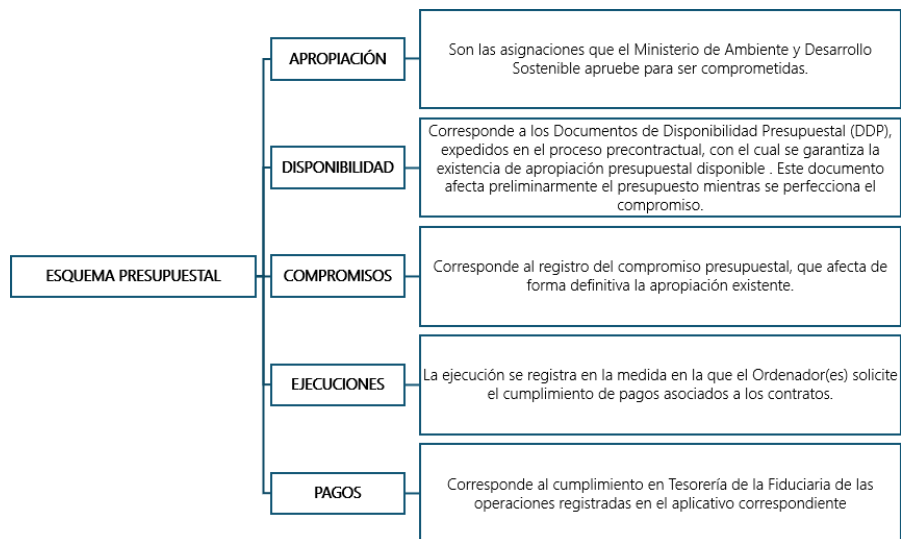 APROPIACIÓN
Son las asignaciones que el Ministerio de Ambiente y Desarrollo
Sostenible apruebe para ser comprometidas.
DISPONIBILIDAD
Corresponde a los Documentos de Disponibilidad Presupuestal (DDP),
expedidos en el proceso precontractual, con el cual se garantiza la
existencia de apropiación presupuestal disponible . Este documento
afecta preliminarmente el presupuesto mientras se perfecciona el
compromiso.
ESQUEMA PRESUPUESTAL
COMPROMISOS
Corresponde al registro del compromiso presupuestal, que afecta de
forma definitiva la apropiación existente.
EJECUCIONES
La ejecución se registra en la medida en la que el Ordenador(es) solicite
el cumplimiento de pagos asociados a los contratos.
PAGOS
Corresponde al cumplimiento en Tesorería de la Fiduciaria de las
operaciones registradas en el aplicativo correspondiente